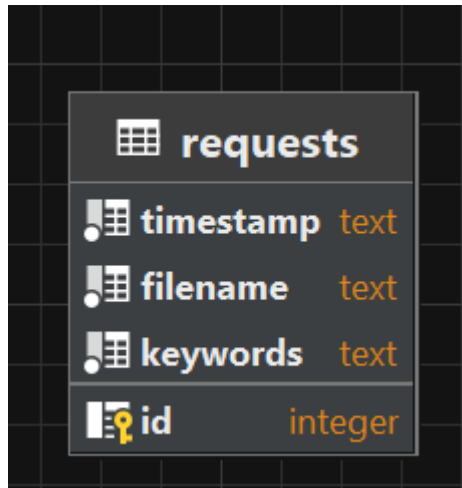 requests
timestamp text
filename text
keywords text
id integer